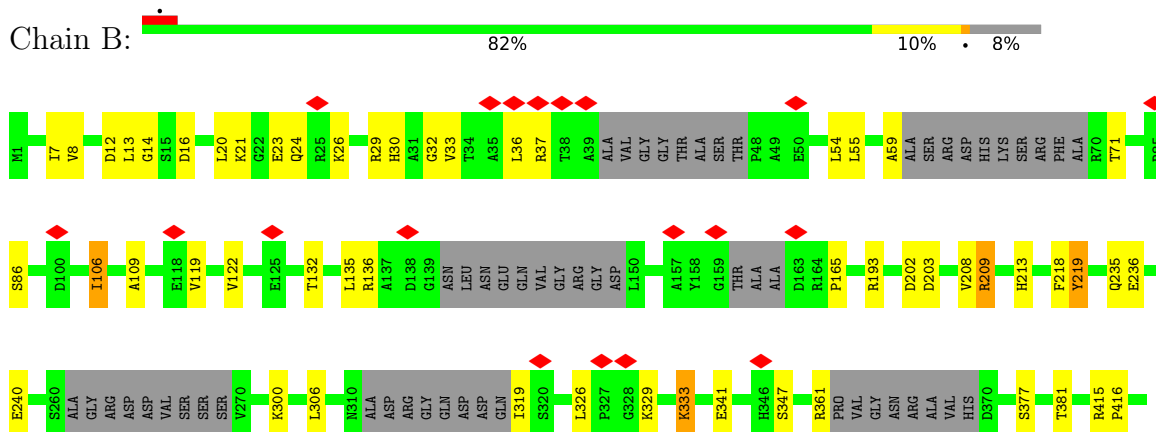 Chain B:
82% 10% • 8%
M1 I7 V8 D12 L13 G14 S15 D16 L20 K21 G22 E23 Q24 R25 K26 R29 H30 A31 G32 V33 T34 A35 L36 R37 T38 A39 ALA VAL GLY GLY THR ALA SER THR P48 A49 E50 L54 L55 A59 ALA SER ARG ASP HIS LYS SER ARG PHE ALA R70 T71
S86 D100 I106 A109 E118 V119 V122 E125 T132 L135 R136 A137 D138 G139 ASN LEU ASN GLU GLN VAL GLY ARG GLY ASP L150 A157 Y158 G159 THR ALA ALA D163 R164 P165 R193 D202 D203 V208 R209 H213 F218 Y219 Q235 E236
E240 S260 ALA GLY ARG ASP ASP VAL SER SER SER V270 K300 L306 N310 ALA ASP ARG GLY GLN ASP ASP GLN I319 S320 L326 P327 G328 K329 K333 E341 H346 S347 R361 PRO VAL GLY ASN ARG ALA VAL HIS D370 S377 T381 R415 P416